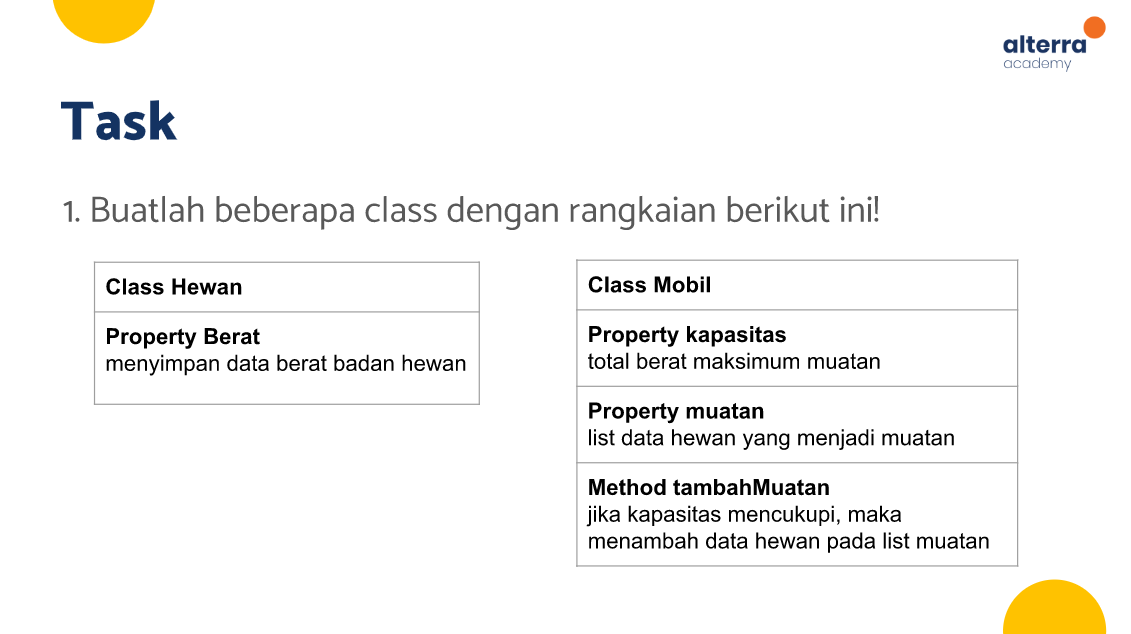 alterra
academy
Task
1. Buatlah beberapa class dengan rangkaian berikut ini!
Class Hewan
Property Berat
menyimpan data berat badan hewan
Class Mobil
Property kapasitas
total berat maksimum muatan
Property muatan
list data hewan yang menjadi muatan
Method tambahMuatan
jika kapasitas mencukupi, maka
menambah data hewan pada list muatan